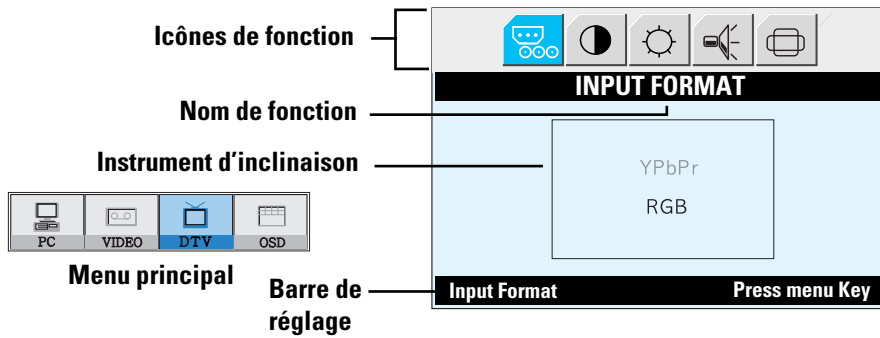 Icônes de fonction
INPUT FORMAT
Nom de fonction
Instrument d’inclinaison
YPbPr
RGB
PC VIDEO DTV OSD
Menu principal
Barre de
réglage
Input Format Press menu Key